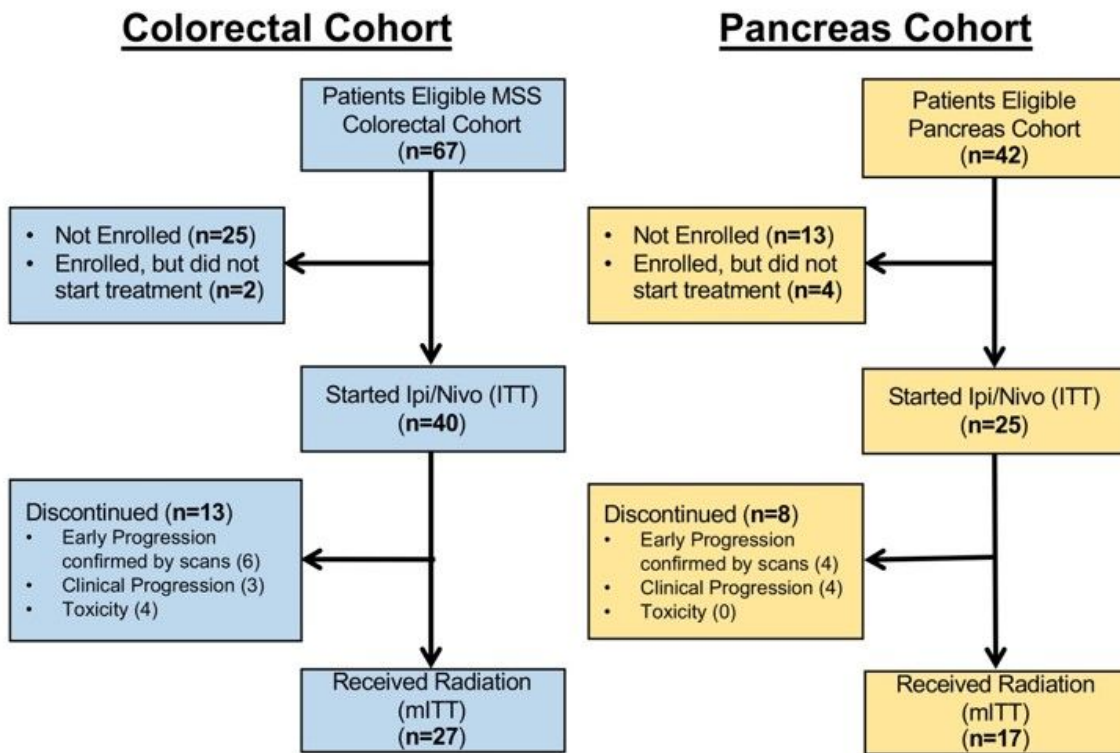 Colorectal Cohort
Patients Eligible MSS
Colorectal Cohort
(n=67)
• Not Enrolled (n=25)
• Enrolled, but did not
start treatment (n=2)
Started Ipi/Nivo (ITT)
(n=40)
Discontinued (n=13)
• Early Progression
confirmed by scans (6)
• Clinical Progression (3)
• Toxicity (4)
Received Radiation
(mITT)
n=27)
Pancreas Cohort
Patients Eligible
Pancreas Cohort
(n=42)
• Not Enrolled (n=13)
• Enrolled, but did not
start treatment (n=4)
Started Ipi/Nivo (ITT)
(n=25)
Discontinued (n=8)
• Early Progression
confirmed by scans (4)
• Clinical Progression (4)
• Toxicity (0)
Received Radiation
(mITT)
n=17)